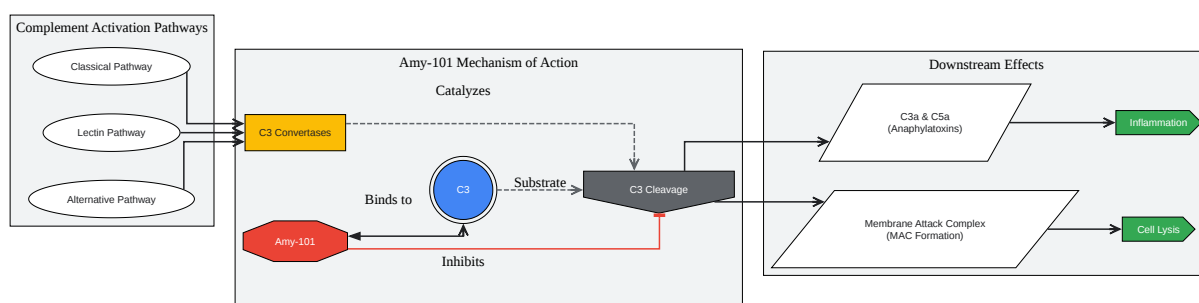 Complement Activation Pathways
Classical Pathway
Lectin Pathway
Alternative Pathway
Amy-101 Mechanism of Action
Catalyzes
C3 Convertases
C3
Substrate
C3 Cleavage
Binds to
Amy-101
Inhibits
Downstream Effects
C3a & C5a
(Anaphylatoxins)
Inflammation
Membrane Attack Complex
(MAC Formation)
Cell Lysis